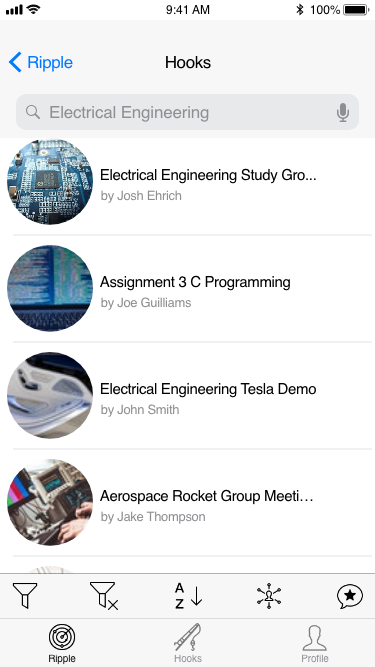 9:41 AM 100%
Ripple Hooks
Electrical Engineering
Electrical Engineering Study Gro...
by Josh Ehrich
Assignment 3 C Programming
by Joe Guilliams
Electrical Engineering Tesla Demo
by John Smith
Aerospace Rocket Group Meeti...
by Jake Thompson
A
Z
Ripple Hooks Profile